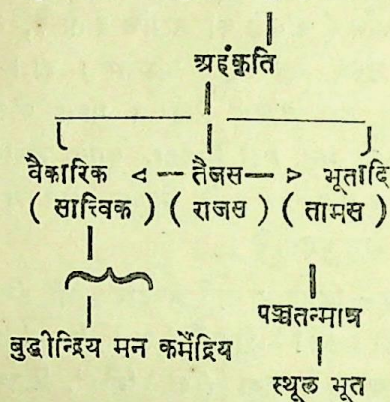 अहंकृति
वैकारिक <-- तैजस--> भूतादि
( सात्त्विक ) ( राजस ) ( तामस )
पञ्चतन्मात्र
बुद्धीन्द्रिय मन कर्मेंद्रिय
स्थूल भूत